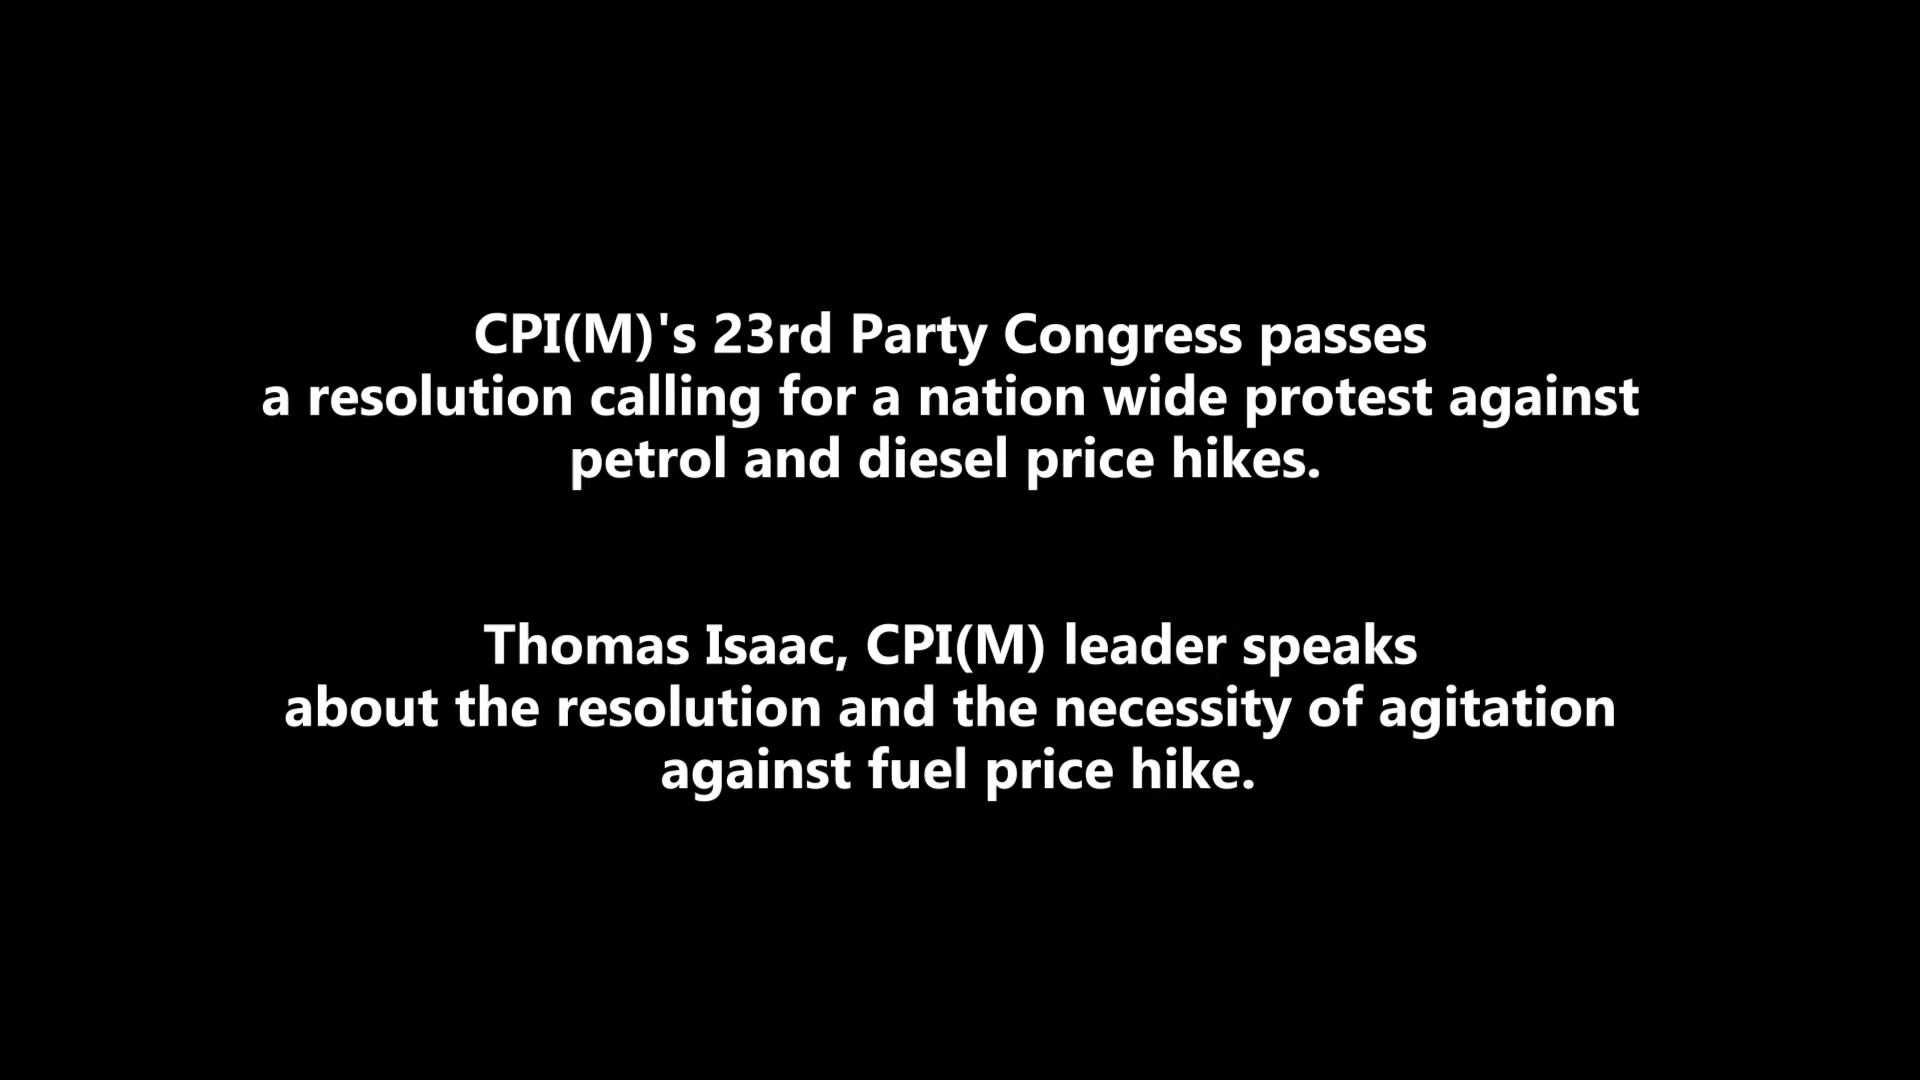 CPI(M)'s 23rd Party Congress passes
a resolution calling for a nation wide protest against
petrol and diesel price hikes.
Thomas Isaac, CPI(M) leader speaks
about the resolution and the necessity of agitation
against fuel price hike.